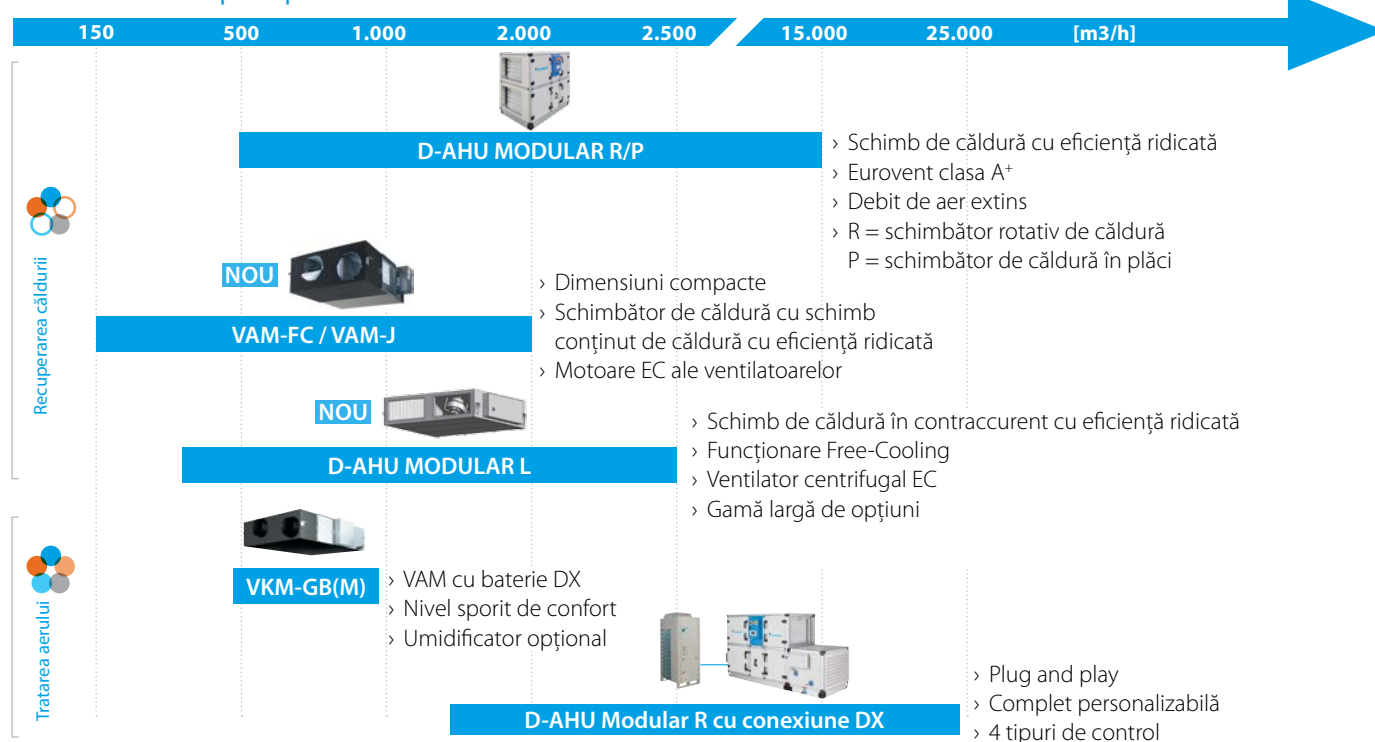 150 500 1.000 2.000 2.500 15.000 25.000 [m3/h]
D-AHU MODULAR R/P
› Schimb de căldură cu eficiență ridicată
› Eurovent clasa A+
› Debit de aer extins
› R = schimbător rotativ de căldură
P = schimbător de căldură în plăci
Recuperarea căldurii
NOU
VAM-FC / VAM-J
› Dimensiuni compacte
› Schimbător de căldură cu schimb
conținut de căldură cu eficiență ridicată
› Motoare EC ale ventilatoarelor
NOU
D-AHU MODULAR L
› Schimb de căldură în contraccurent cu eficiență ridicată
› Funcționare Free-Cooling
› Ventilator centrifugal EC
› Gamă largă de opțiuni
Tratarea aerului
VKM-GB(M)
› VAM cu baterie DX
› Nivel sporit de confort
› Umidificator opțional
D-AHU Modular R cu conexiune DX
› Plug and play
› Complet personalizabilă
› 4 tipuri de control